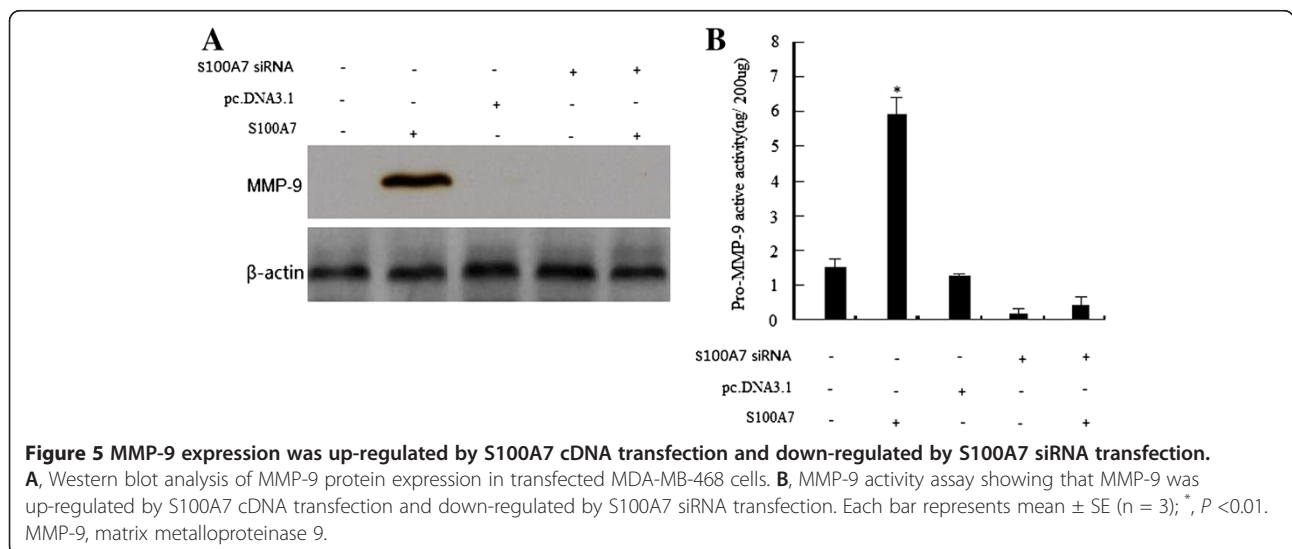 A
S100A7 siRNA - - - + +
pc.DNA3.1 - - + - -
S100A7 - + - - +
MMP-9
β-actin
B
Pro-MMP-9 active activity(ng/ 200ug)
8
7
6
5
4
3
2
1
0
*
S100A7 siRNA - - - + +
pc.DNA3.1 - - + - -
S100A7 - + - - +
Figure 5 MMP-9 expression was up-regulated by S100A7 cDNA transfection and down-regulated by S100A7 siRNA transfection.
A, Western blot analysis of MMP-9 protein expression in transfected MDA-MB-468 cells. B, MMP-9 activity assay showing that MMP-9 was
up-regulated by S100A7 cDNA transfection and down-regulated by S100A7 siRNA transfection. Each bar represents mean ± SE (n = 3); *, P <0.01.
MMP-9, matrix metalloproteinase 9.